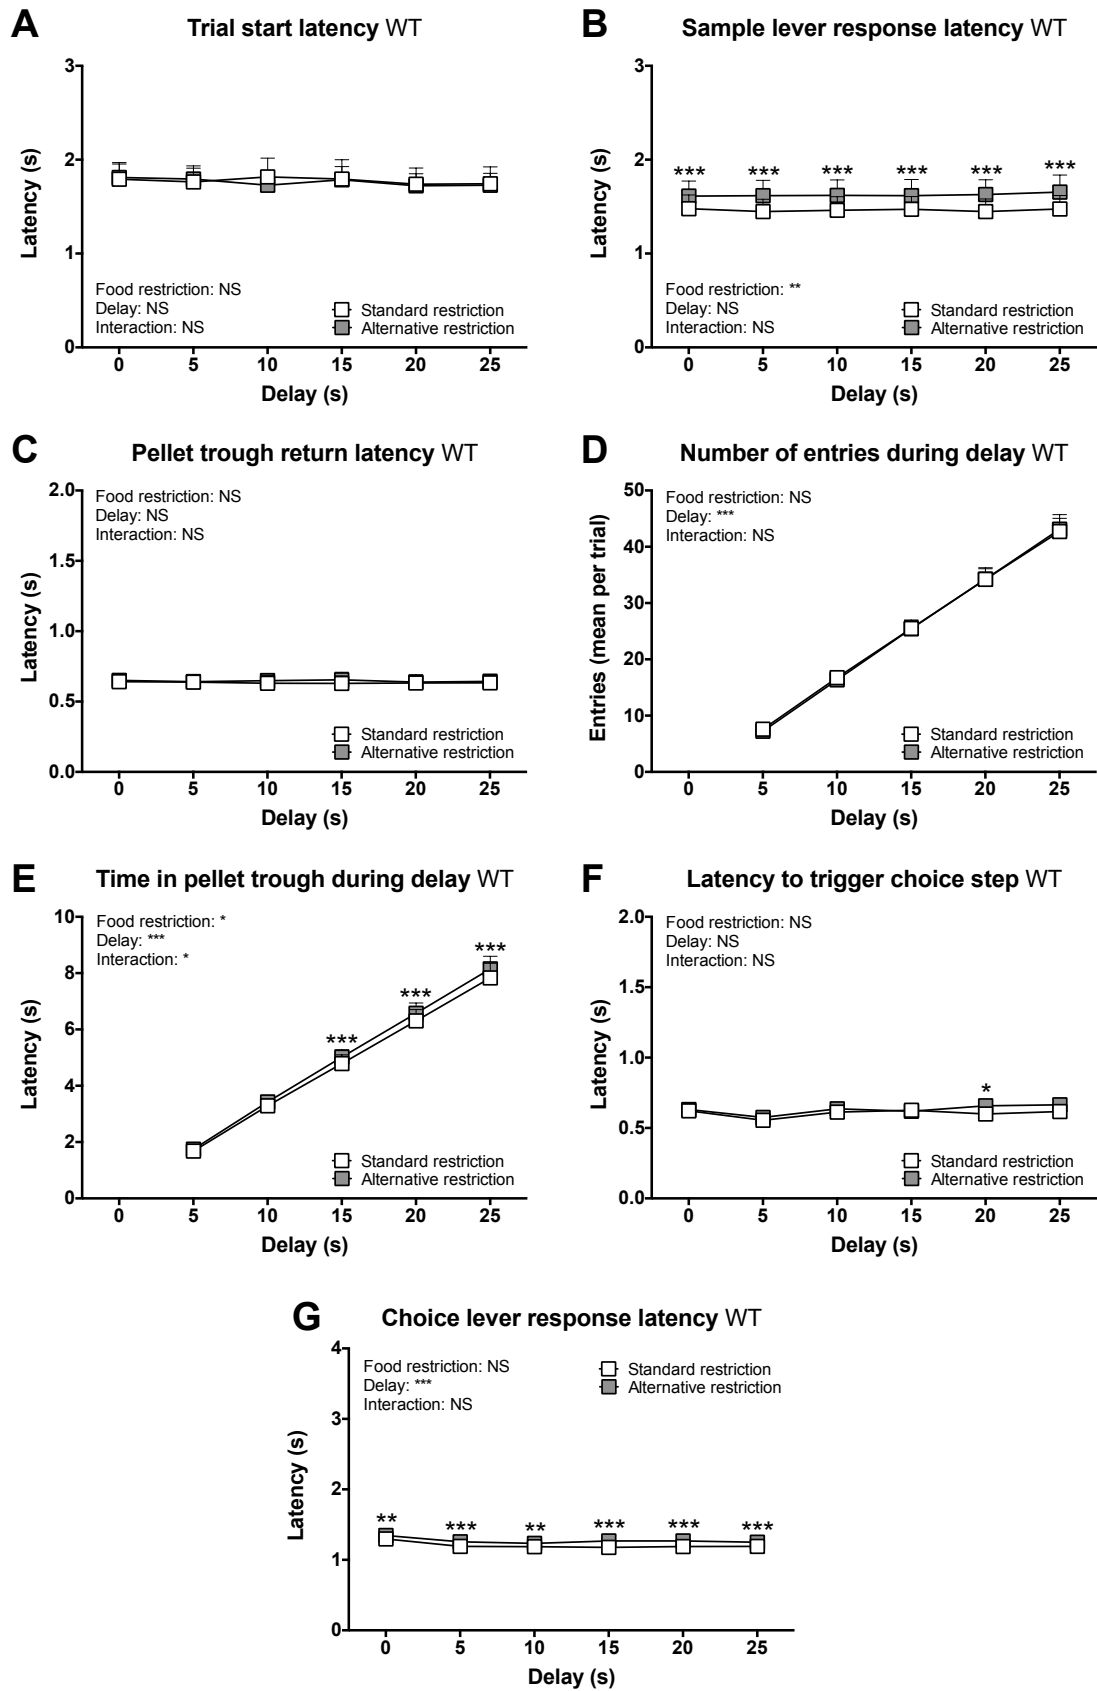 A Trial start latency WT
3
2
1
0
Latency (s)
***
Food restriction: NS
Delay: NS
Interaction: NS
Standard restriction
Alternative restriction
0 5 10 15 20 25
Delay (s)
B Sample lever response latency WT
3
2
1
0
Latency (s)
*** *** *** *** *** ***
Food restriction: **
Delay: NS
Interaction: NS
Standard restriction
Alternative restriction
0 5 10 15 20 25
Delay (s)
C Pellet trough return latency WT
2.0
1.5
1.0
0.5
0.0
Latency (s)
Food restriction: NS
Delay: NS
Interaction: NS
Standard restriction
Alternative restriction
0 5 10 15 20 25
Delay (s)
D Number of entries during delay WT
50
40
30
20
10
0
Entries (mean per trial)
Food restriction: NS
Delay: ***
Interaction: NS
Standard restriction
Alternative restriction
0 5 10 15 20 25
Delay (s)
E Time in pellet trough during delay WT
10
8
6
4
2
0
Latency (s)
Food restriction: *
Delay: ***
Interaction: *
*** *** ***
Standard restriction
Alternative restriction
0 5 10 15 20 25
Delay (s)
F Latency to trigger choice step WT
2.0
1.5
1.0
0.5
0.0
Latency (s)
Food restriction: NS
Delay: NS
Interaction: NS
*
Standard restriction
Alternative restriction
0 5 10 15 20 25
Delay (s)
G Choice lever response latency WT
4
3
2
1
0
Latency (s)
Food restriction: NS
Delay: ***
Interaction: NS
Standard restriction
Alternative restriction
** *** ** *** *** ***
0 5 10 15 20 25
Delay (s)